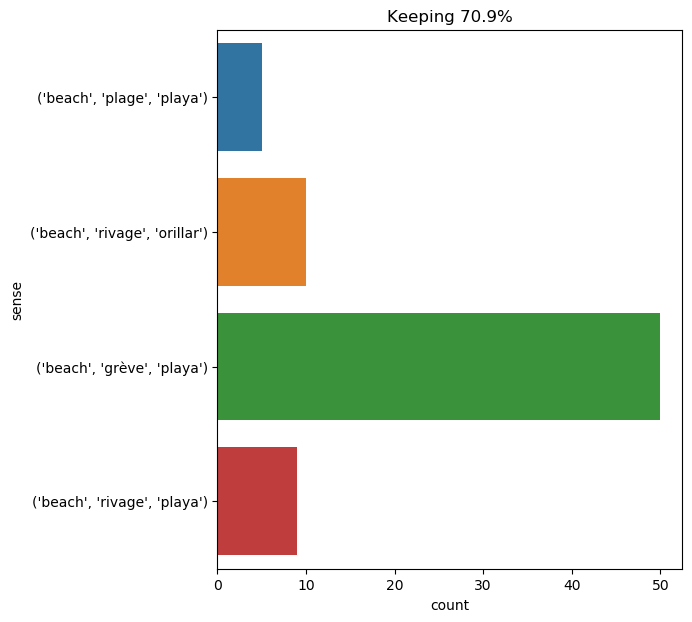 Keeping 70.9%
('beach', 'plage', 'playa')
('beach', 'rivage', 'orillar')
('beach', 'grève', 'playa')
('beach', 'rivage', 'playa')
sense
0 10 20 30 40 50
count